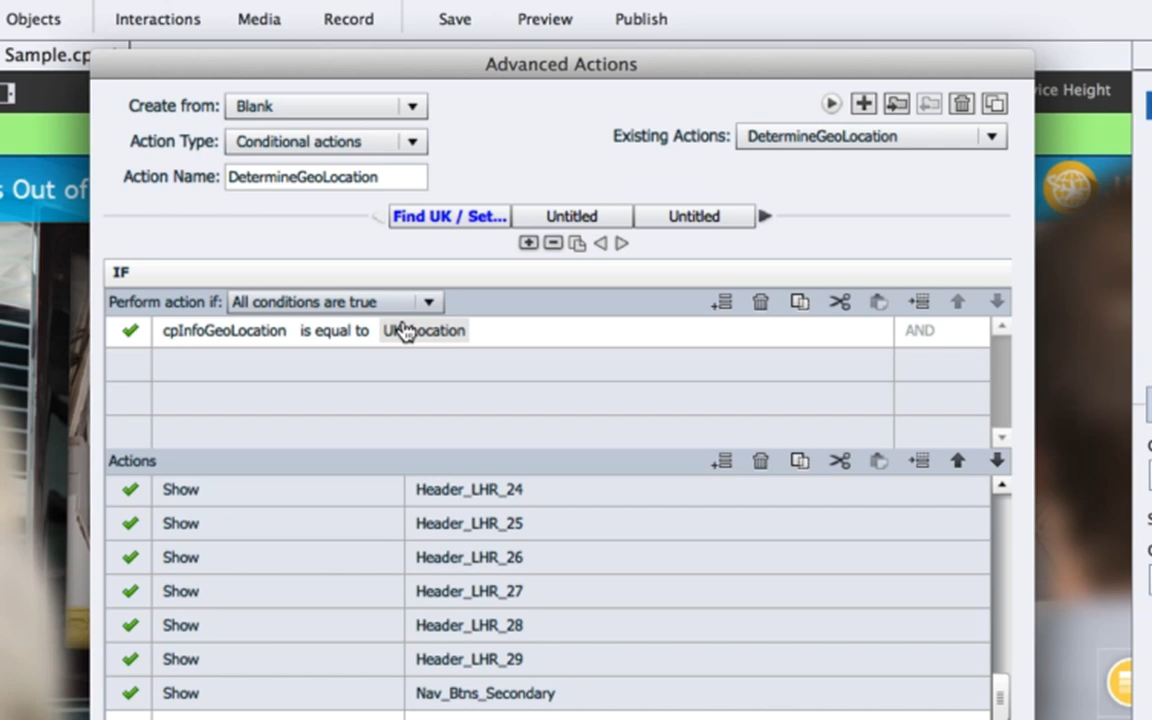 Objects Interactions Media Record Save Preview Publish
Sample.cp
Advanced Actions
vice Height
Create from: Blank
Action Type: Conditional actions
Existing Actions: DetermineGeoLocation
Action Name: DetermineGeoLocation
s Out of
Find UK / Set... Untitled Untitled
IF
Perform action if: All conditions are true
cpInfoGeoLocation is equal to AND
Actions
Show Header_LHR_24
Show Header_LHR_25
Show Header_LHR_26
Show Header_LHR_27
Show Header_LHR_28
Show Header_LHR_29
Show Nav_Btns_Secondary